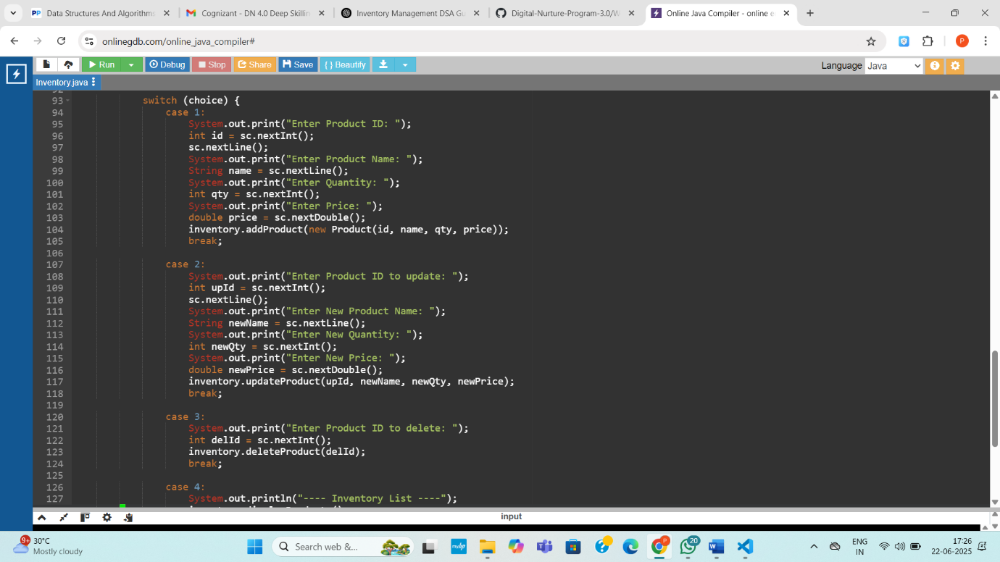 Data Structures And Algorithms
Cognizant - DN 4.0 Deep Skillin
Inventory Management DSA Gu
Digital-Nurture-Program-3.0/W
Online Java Compiler - online e
onlinegdb.com/online_java_compiler#
P
Run
Debug
Stop
Share
Save
{ } Beautify
Language Java
Inventory.java
93 switch (choice) {
94 case 1:
95 System.out.print("Enter Product ID: ");
96 int id = sc.nextInt();
97 sc.nextLine();
98 System.out.print("Enter Product Name: ");
99 String name = sc.nextLine();
100 System.out.print("Enter Quantity: ");
101 int qty = sc.nextInt();
102 System.out.print("Enter Price: ");
103 double price = sc.nextDouble();
104 inventory.addProduct(new Product(id, name, qty, price));
105 break;
106
107 case 2:
108 System.out.print("Enter Product ID to update: ");
109 int upId = sc.nextInt();
110 sc.nextLine();
111 System.out.print("Enter New Product Name: ");
112 String newName = sc.nextLine();
113 System.out.print("Enter New Quantity: ");
114 int newQty = sc.nextInt();
115 System.out.print("Enter New Price: ");
116 double newPrice = sc.nextDouble();
117 inventory.updateProduct(upId, newName, newQty, newPrice);
118 break;
119
120 case 3:
121 System.out.print("Enter Product ID to delete: ");
122 int delId = sc.nextInt();
123 inventory.deleteProduct(delId);
124 break;
125
126 case 4:
127 System.out.println("---- Inventory List ----");
input
9+
30°C
Mostly cloudy
Search web &...
myhp
P
20
ENG
IN
17:26
22-06-2025